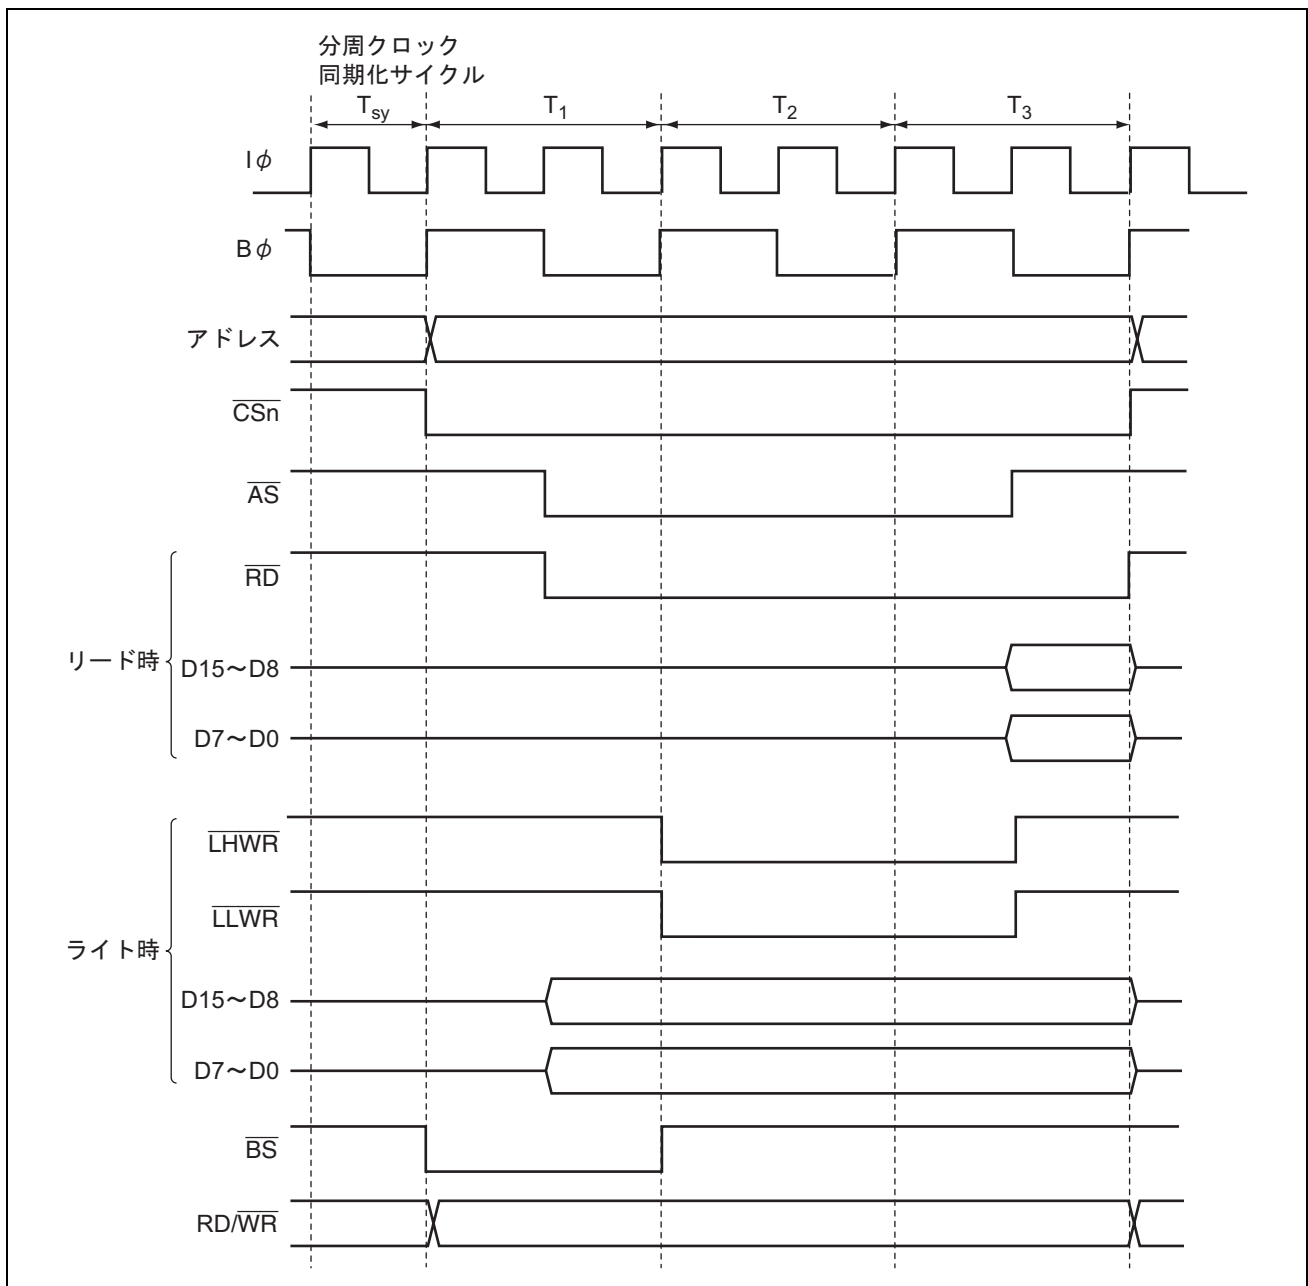 分周クロック
同期化サイクル
Tsy T1 T2 T3
Iφ
Bφ
アドレス
CSn
AS
リード時
RD
D15～D8
D7～D0
ライト時
LHWR
LLWR
D15～D8
D7～D0
BS
RD/WR